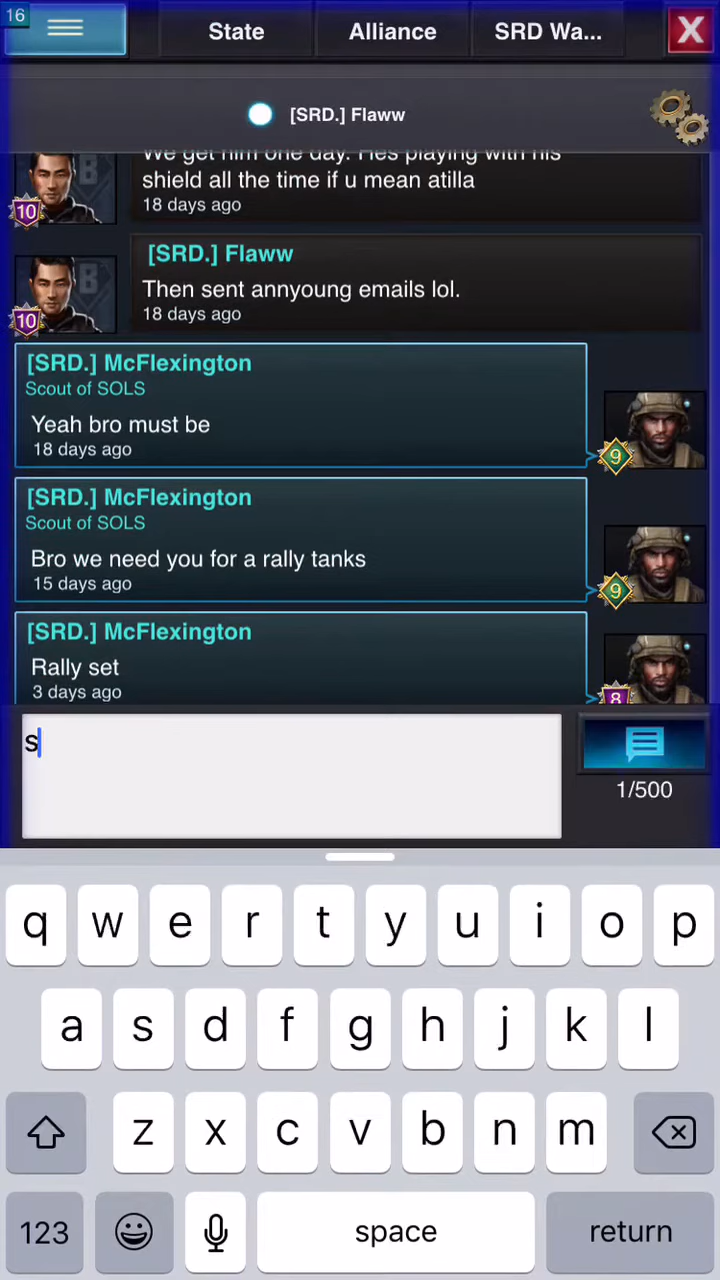 16
State
Alliance
SRD Wa...
X
[SRD.] Flaww
We get him one day. Hes playing with his
shield all the time if u mean atilla
18 days ago
10
[SRD.] Flaww
Then sent annyoung emails lol.
18 days ago
10
[SRD.] McFlexington
Scout of SOLS
Yeah bro must be
18 days ago
9
[SRD.] McFlexington
Scout of SOLS
Bro we need you for a rally tanks
15 days ago
9
[SRD.] McFlexington
Rally set
3 days ago
8
s
1/500
q w e r t y u i o p
a s d f g h j k l
z x c v b n m
123 space return